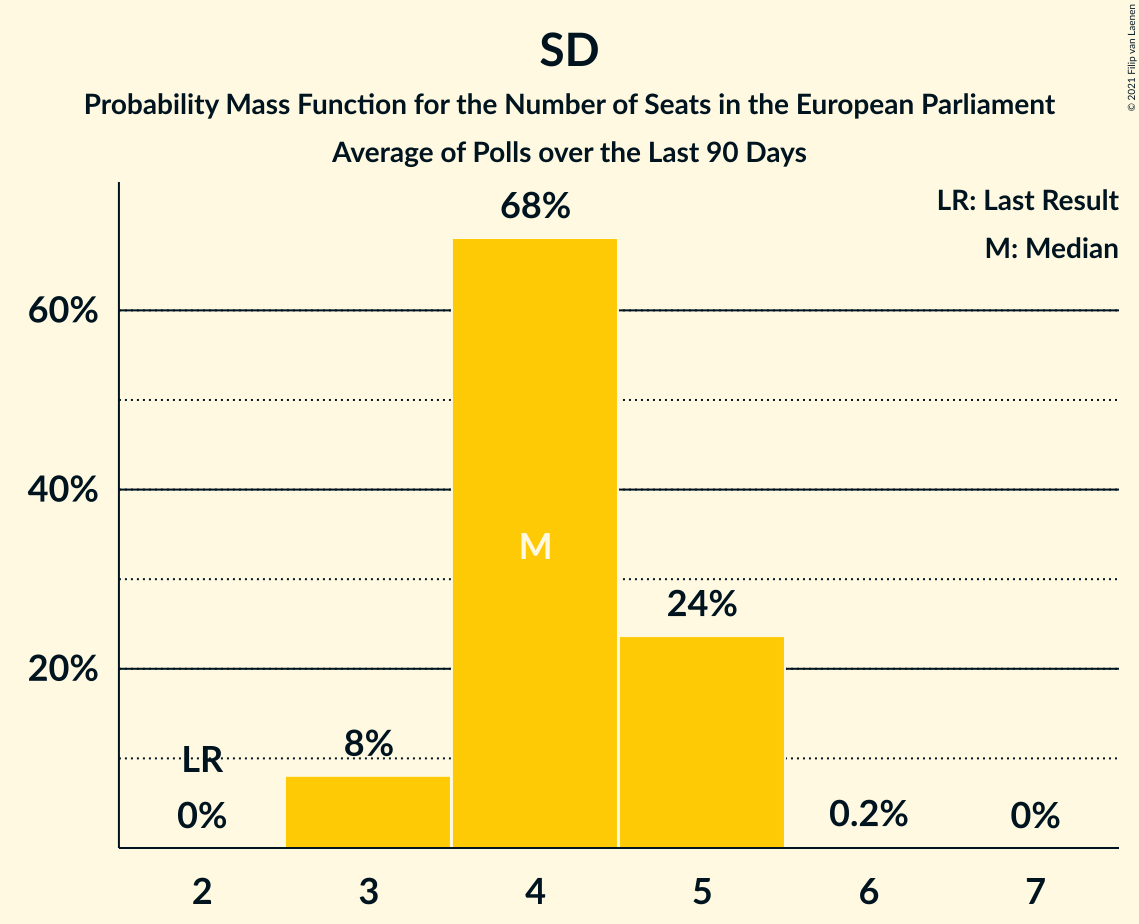 SD
Probability Mass Function for the Number of Seats in the European Parliament
Average of Polls over the Last 90 Days
© 2021 Filip van Laenen
LR: Last Result
M: Median
60%
40%
20%
68%
M
24%
8%
LR
0%
0.2%
0%
2 3 4 5 6 7